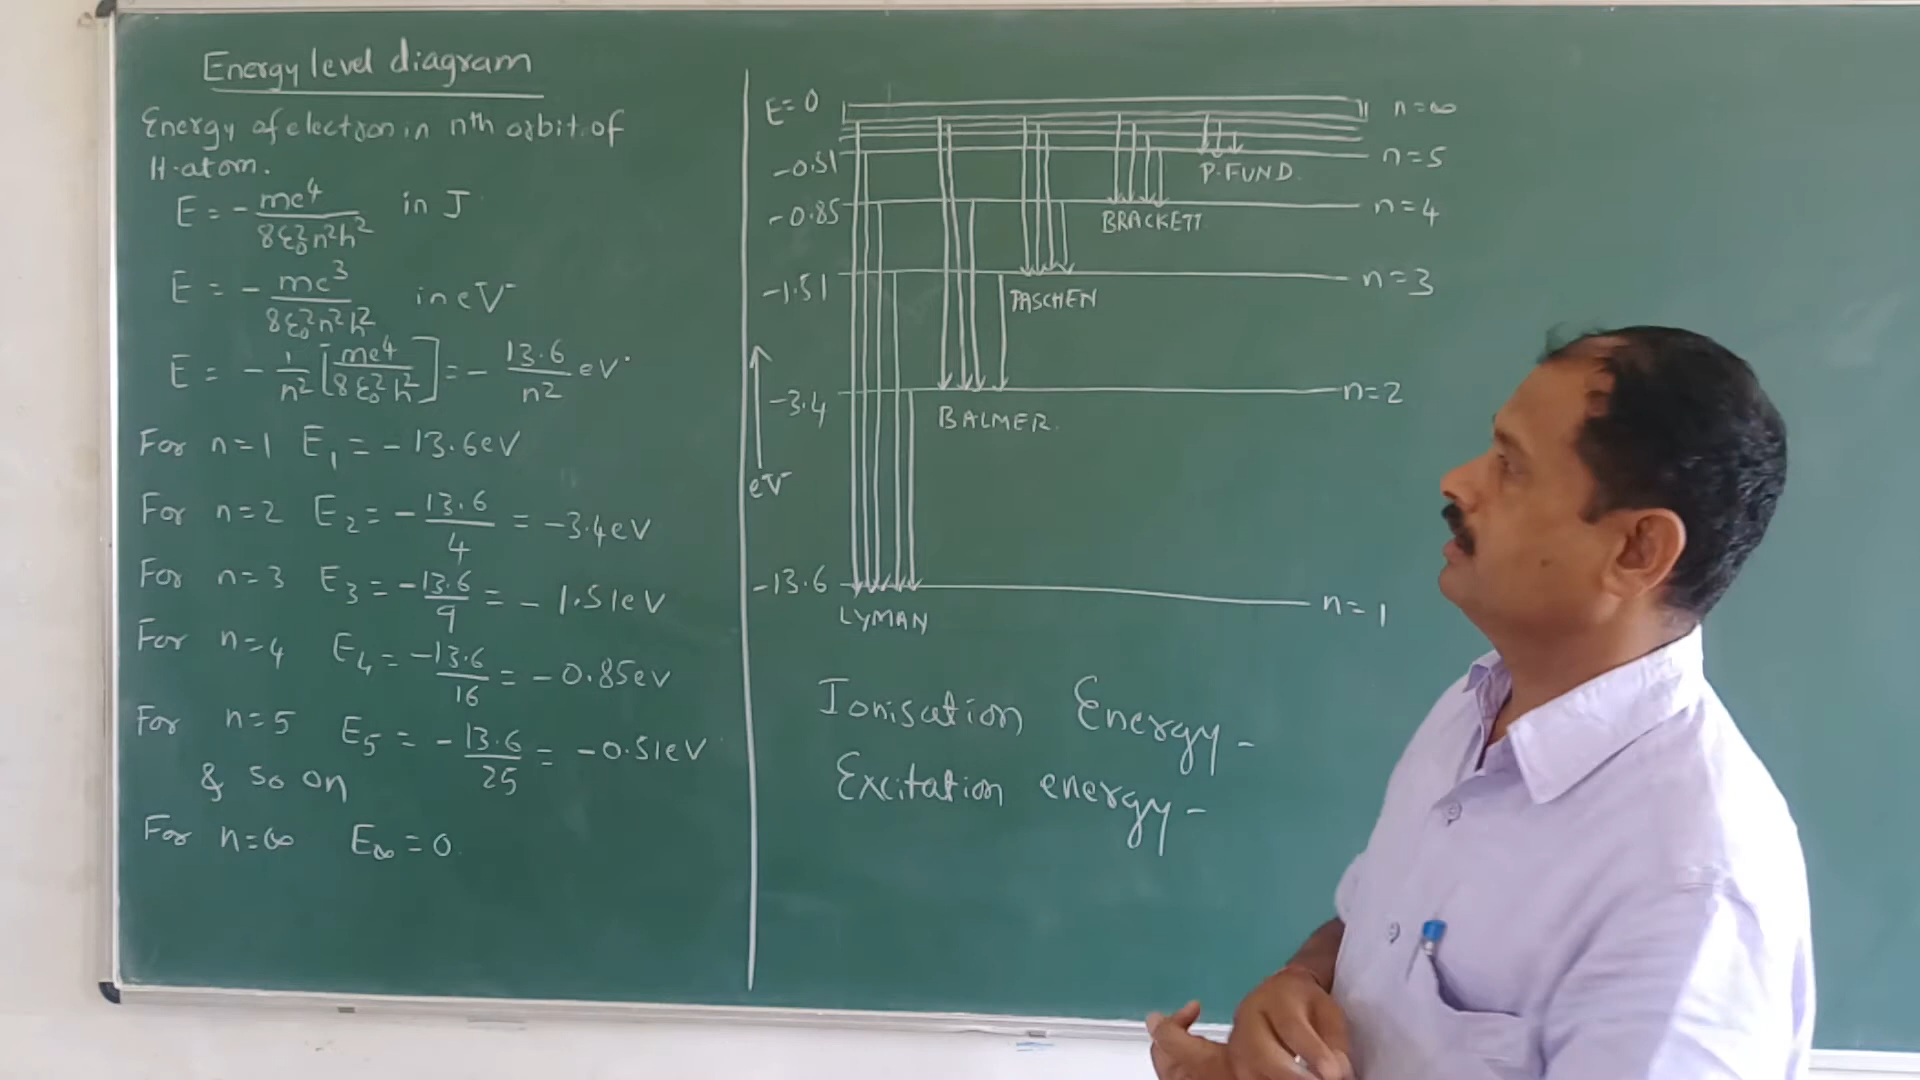 Energy level diagram
Energy of electron in nth orbit of
H-atom.
E = - me⁴ / 8ε₀²n²h² in J
E = - me³ / 8ε₀²n²h² in eV
E = - 1/n² [me⁴ / 8ε₀²h²] = - 13.6 / n² eV
For n=1 E₁ = - 13.6eV
For n=2 E₂ = - 13.6 / 4 = -3.4eV
For n=3 E₃ = - 13.6 / 9 = - 1.51eV
For n=4 E₄ = - 13.6 / 16 = - 0.85eV
For n=5 E₅ = - 13.6 / 25 = -0.51eV
& so on
For n=∞ E∞ = 0
E=0 n=∞
-0.51 n=5
P.FUND.
-0.85 n=4
BRACKETT
-1.51 n=3
PASCHEN
-3.4 n=2
BALMER.
eV
-13.6 n=1
LYMAN
Ionisation Energy-
Excitation energy-